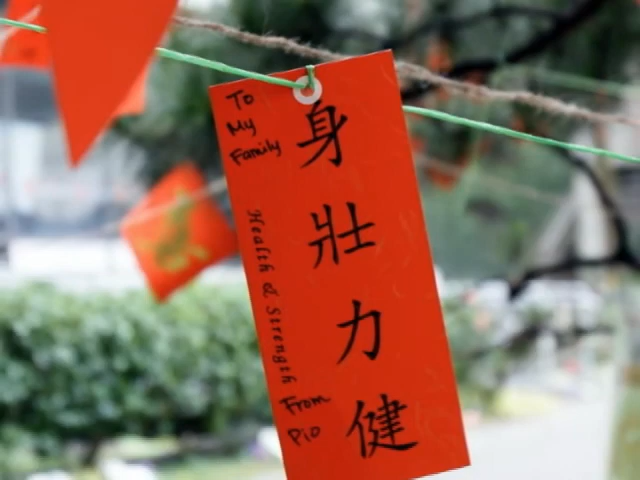 To
My
Family
身壯力健
Health & Strength
From
Pio